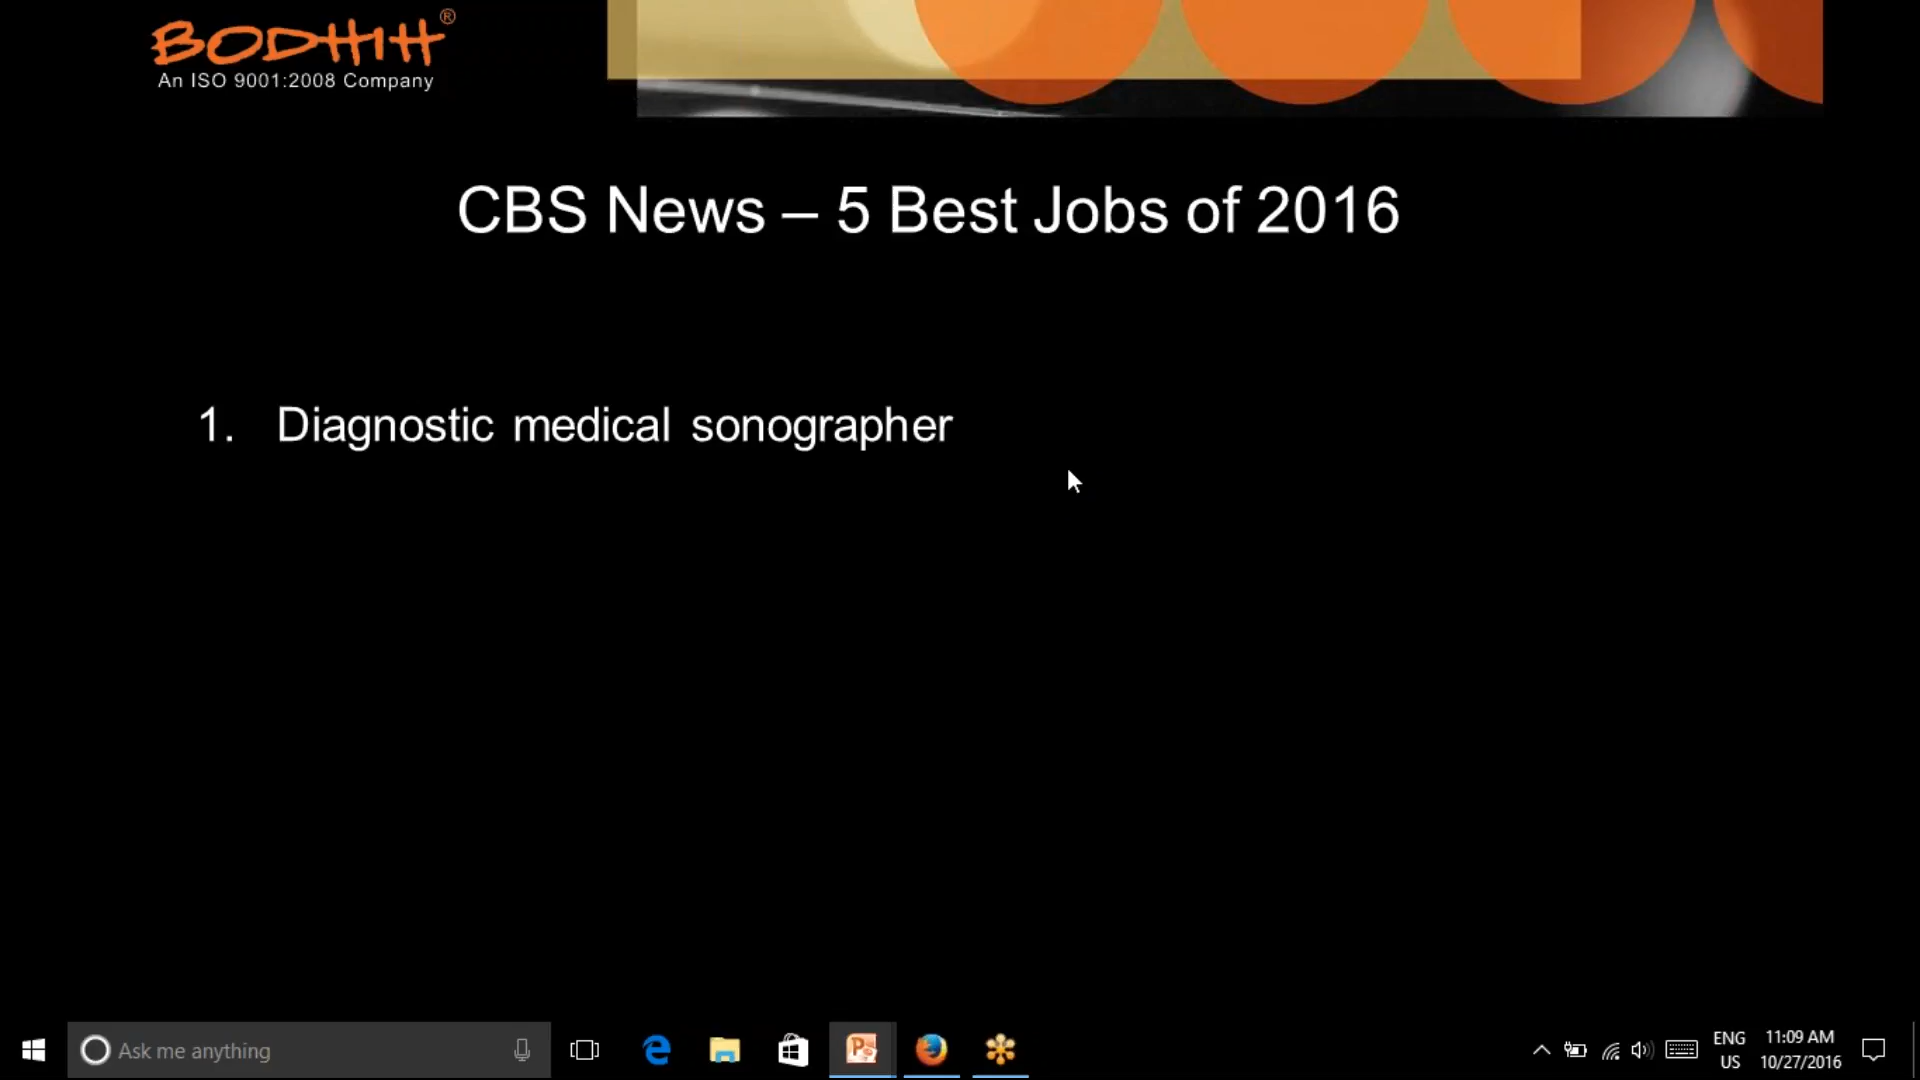 BODHIH®
An ISO 9001:2008 Company
CBS News – 5 Best Jobs of 2016
1. Diagnostic medical sonographer
Ask me anything
ENG
US
11:09 AM
10/27/2016